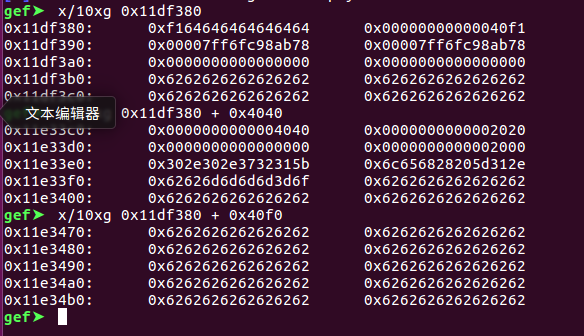 gef➤ x/10xg 0x11df380
0x11df380: 0xf164646464646464 0x00000000000040f1
0x11df390: 0x00007ff6fc98ab78 0x00007ff6fc98ab78
0x11df3a0: 0x0000000000000000 0x0000000000000000
0x11df3b0: 0x6262626262626262 0x6262626262626262
0x11df3c0: 0x6262626262626262 0x6262626262626262
文本编辑器
0x11df380 + 0x4040
0x11e33c0: 0x0000000000004040 0x0000000000002020
0x11e33d0: 0x0000000000000000 0x0000000000002000
0x11e33e0: 0x302e302e3732315b 0x6c656828205d312e
0x11e33f0: 0x62626d6d6d6d3d6f 0x6262626262626262
0x11e3400: 0x6262626262626262 0x6262626262626262
gef➤ x/10xg 0x11df380 + 0x40f0
0x11e3470: 0x6262626262626262 0x6262626262626262
0x11e3480: 0x6262626262626262 0x6262626262626262
0x11e3490: 0x6262626262626262 0x6262626262626262
0x11e34a0: 0x6262626262626262 0x6262626262626262
0x11e34b0: 0x6262626262626262 0x6262626262626262
gef➤